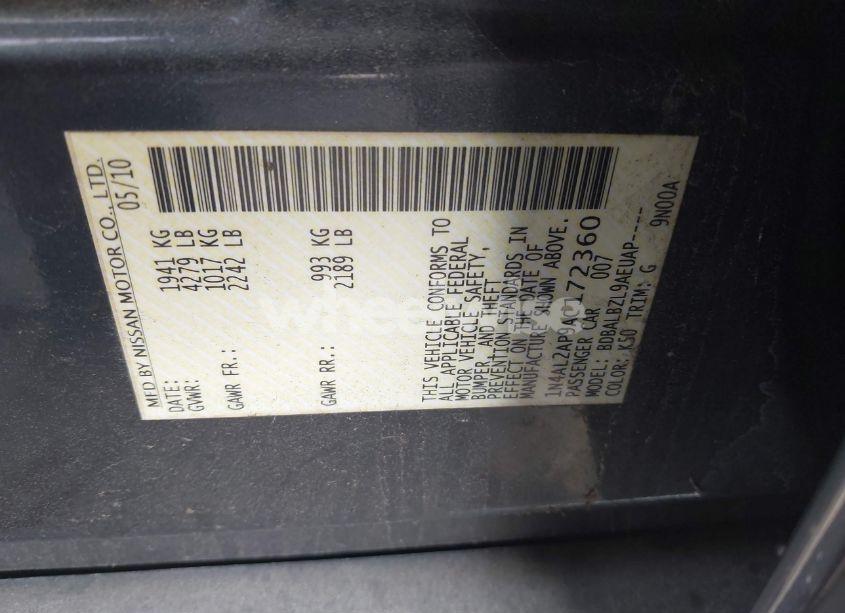 MFD BY NISSAN MOTOR CO., LTD.
DATE: 05/10
GVWR: 1941 KG
4279 LB
GAWR FR.: 1017 KG
2242 LB
GAWR RR.: 993 KG
2189 LB
THIS VEHICLE CONFORMS TO
ALL APPLICABLE FEDERAL
MOTOR VEHICLE SAFETY,
BUMPER, AND THEFT
PREVENTION STANDARDS IN
EFFECT ON THE DATE OF
MANUFACTURE SHOWN ABOVE.
PASSENGER CAR 007
MODEL: BDBALBZL9AEUAP----
COLOR: K50 TRIM: G 9N00A